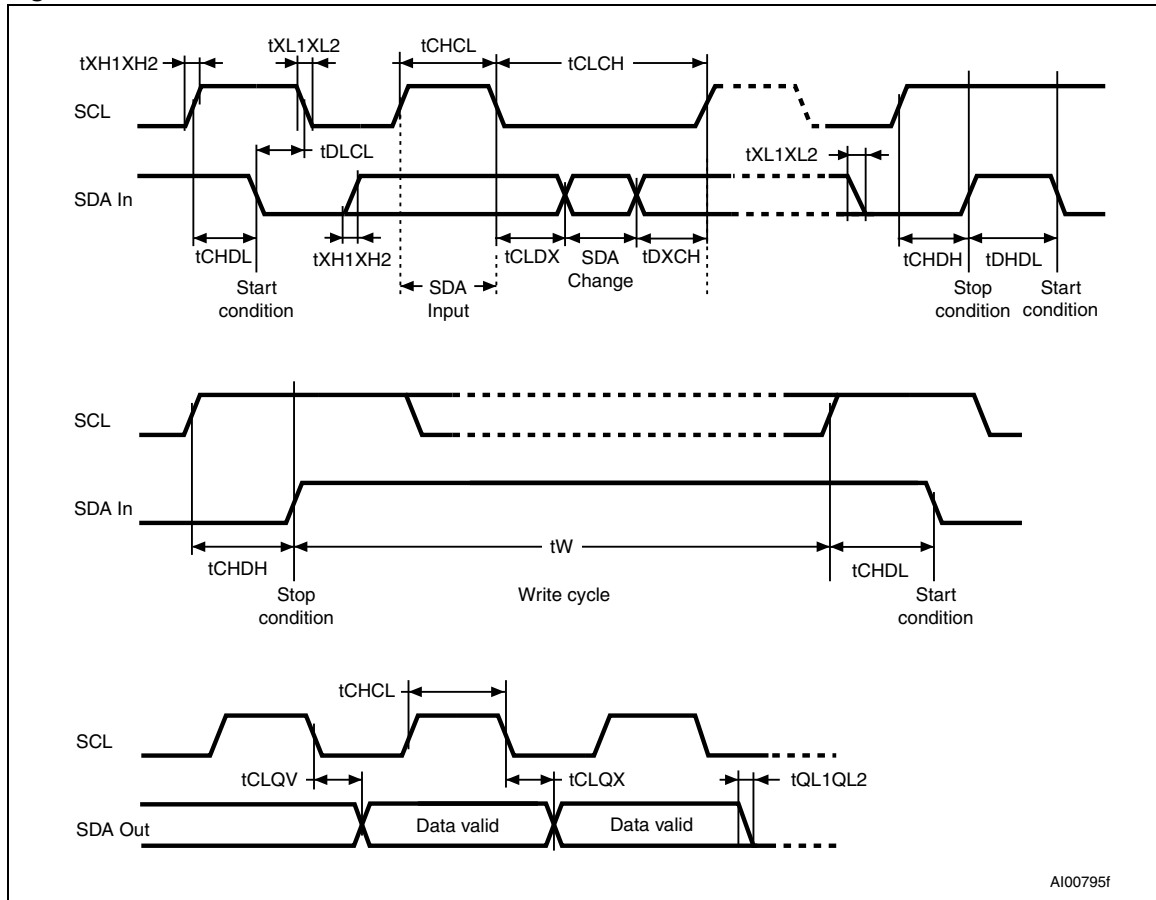 tXH1XH2
tXL1XL2
tCHCL
tCLCH
SCL
tDLCL
tXL1XL2
SDA In
tCHDL
tXH1XH2
tCLDX
SDA
Change
tDXCH
tCHDH
tDHDL
Start
condition
SDA
Input
Stop
condition
Start
condition
SCL
SDA In
tCHDH
tW
tCHDL
Stop
condition
Write cycle
Start
condition
tCHCL
SCL
tCLQV
tCLQX
tQL1QL2
SDA Out
Data valid
Data valid
AI00795f